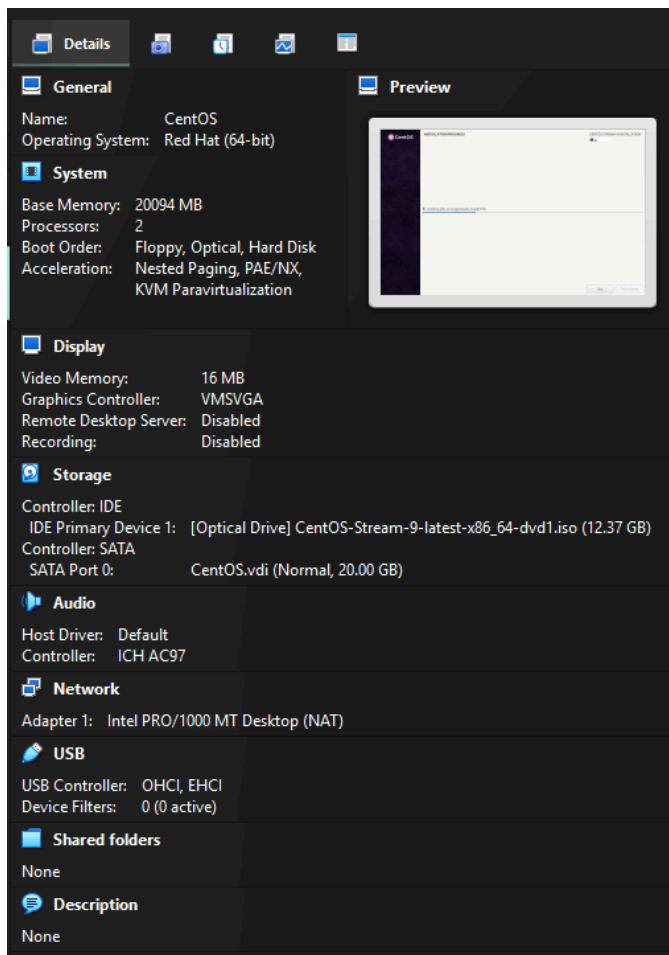 Details
General
Name: CentOS
Operating System: Red Hat (64-bit)
Preview
CentOS
INSTALLATION PROGRESS
System
Base Memory: 20094 MB
Processors: 2
Boot Order: Floppy, Optical, Hard Disk
Acceleration: Nested Paging, PAE/NX,
KVM Paravirtualization
Display
Video Memory: 16 MB
Graphics Controller: VMSVGA
Remote Desktop Server: Disabled
Recording: Disabled
Storage
Controller: IDE
IDE Primary Device 1: [Optical Drive] CentOS-Stream-9-latest-x86_64-dvd1.iso (12.37 GB)
Controller: SATA
SATA Port 0: CentOS.vdi (Normal, 20.00 GB)
Audio
Host Driver: Default
Controller: ICH AC97
Network
Adapter 1: Intel PRO/1000 MT Desktop (NAT)
USB
USB Controller: OHCI, EHCI
Device Filters: 0 (0 active)
Shared folders
None
Description
None